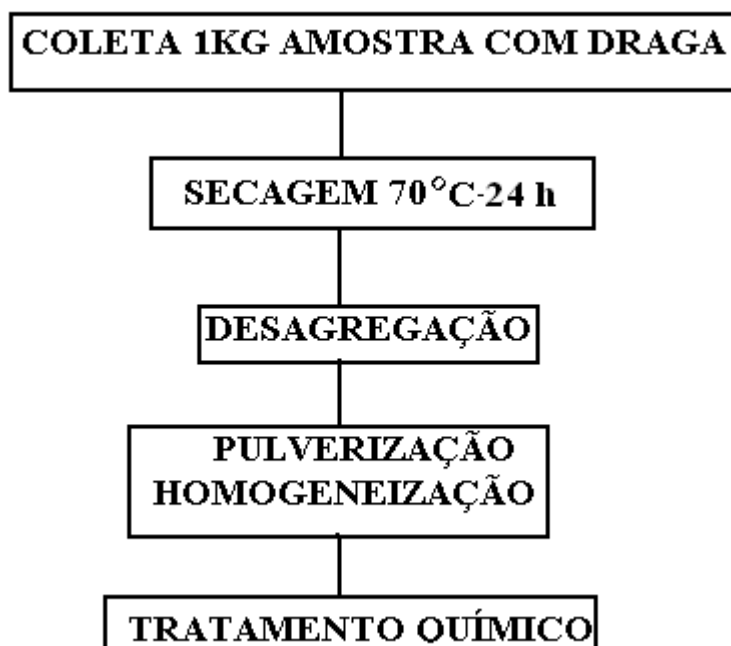 COLETA 1KG AMOSTRA COM DRAGA
SECAGEM 70°C-24 h
DESAGREGAÇÃO
PULVERIZAÇÃO
HOMOGENEIZAÇÃO
TRATAMENTO QUÍMICO